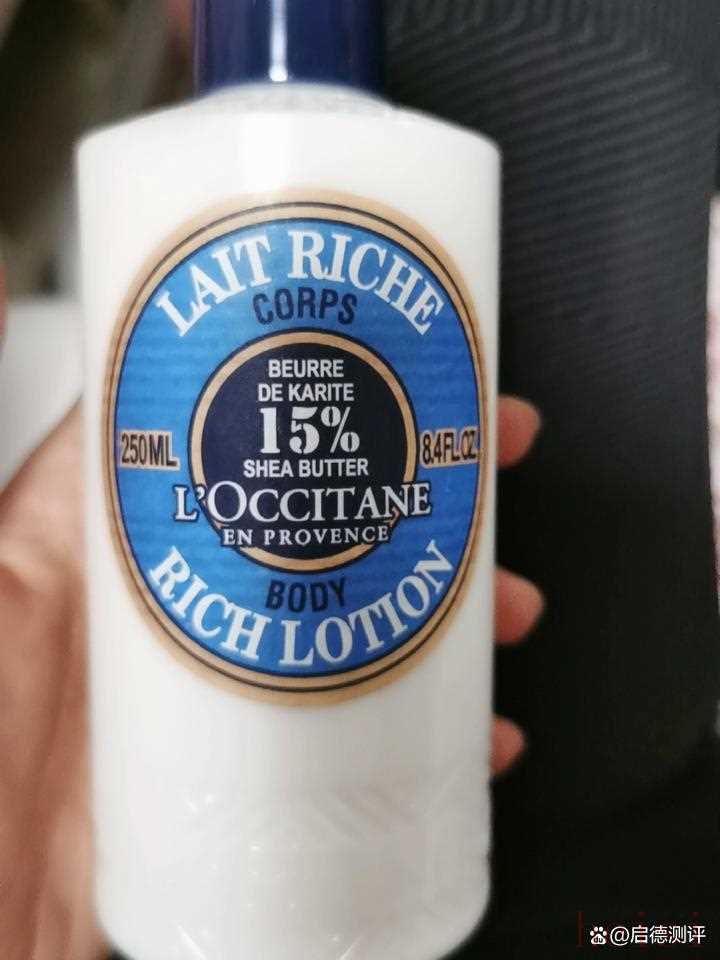 LAIT RICHE
CORPS
BEURRE
DE KARITE
15%
SHEA BUTTER
250ML
8.4FL.OZ
L'OCCITANE
EN PROVENCE
BODY
RICH LOTION
@启德测评